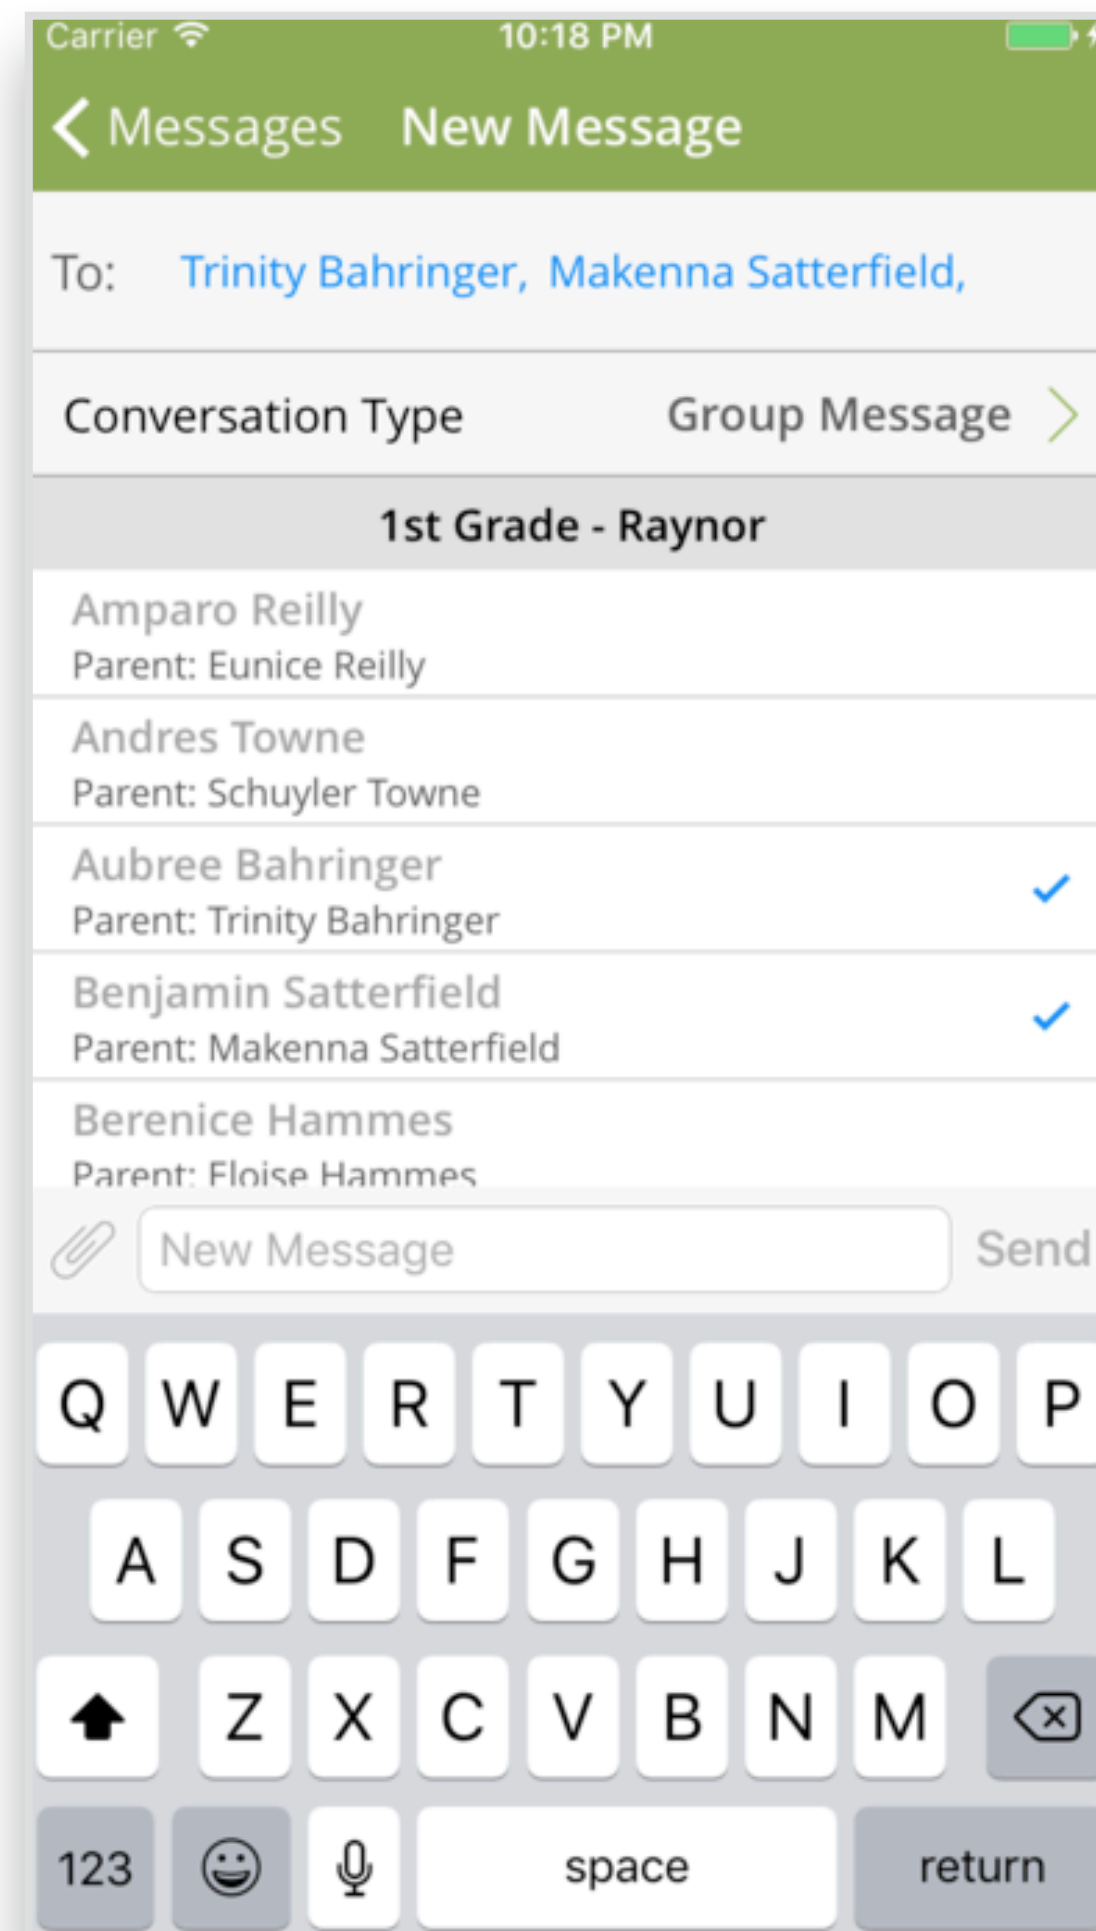 Carrier 10:18 PM
Messages New Message
To: Trinity Bahringer, Makenna Satterfield,
Conversation Type Group Message
1st Grade - Raynor
Amparo Reilly
Parent: Eunice Reilly
Andres Towne
Parent: Schuyler Towne
Aubree Bahringer
Parent: Trinity Bahringer
Benjamin Satterfield
Parent: Makenna Satterfield
Berenice Hammes
Parent: Eloise Hammes
New Message Send
Q W E R T Y U I O P
A S D F G H J K L
Z X C V B N M
123 space return